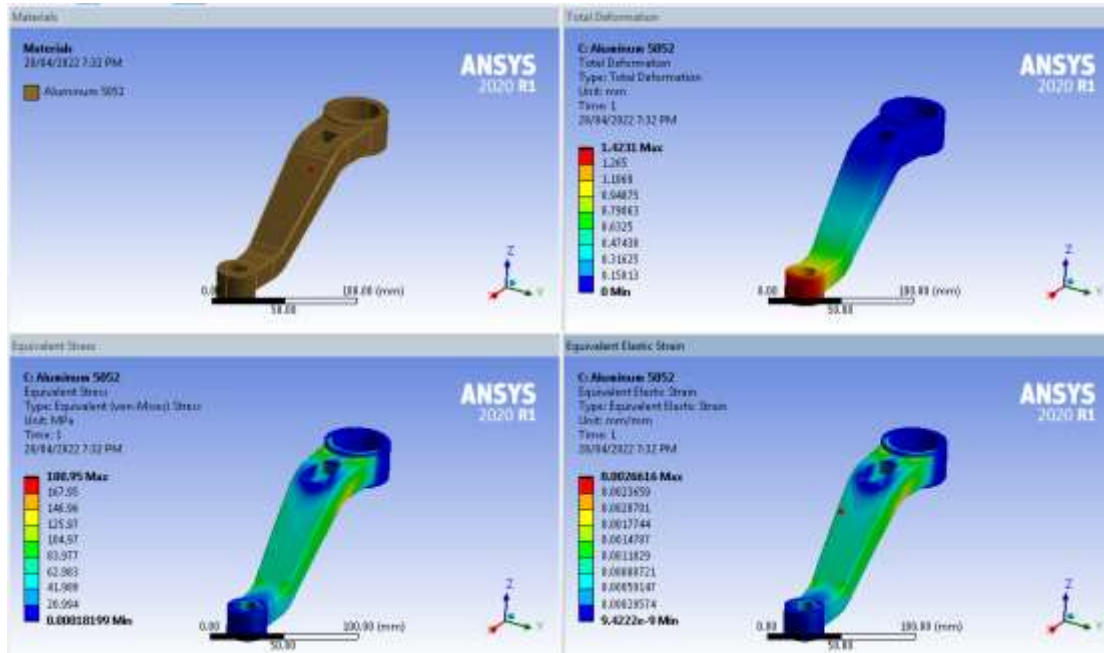 Materials
Materials
20/04/2022 7:32 PM
Aluminum 5052
ANSYS
2020 R1
0.00
100.00 (mm)
50.00
Z
Y
X
Total Deformation
C: Aluminum 5052
Total Deformation
Type: Total Deformation
Unit: mm
Time: 1
20/04/2022 7:32 PM
ANSYS
2020 R1
1.4231 Max
1.265
1.1069
0.94875
0.79063
0.6325
0.47438
0.31625
0.15813
0 Min
0.00
100.00 (mm)
50.00
Z
Y
X
Equivalent Stress
C: Aluminum 5052
Equivalent Stress
Type: Equivalent (von-Mises) Stress
Unit: MPa
Time: 1
20/04/2022 7:32 PM
ANSYS
2020 R1
188.95 Max
167.95
146.96
125.97
104.97
83.977
62.983
41.989
20.994
0.00018199 Min
0.00
100.00 (mm)
50.00
Z
Y
X
Equivalent Elastic Strain
C: Aluminum 5052
Equivalent Elastic Strain
Type: Equivalent Elastic Strain
Unit: mm/mm
Time: 1
20/04/2022 7:32 PM
ANSYS
2020 R1
0.0026616 Max
0.0023659
0.0020701
0.0017744
0.0014787
0.0011829
0.00088721
0.00059147
0.00029574
9.4222e-9 Min
0.00
100.00 (mm)
50.00
Z
Y
X